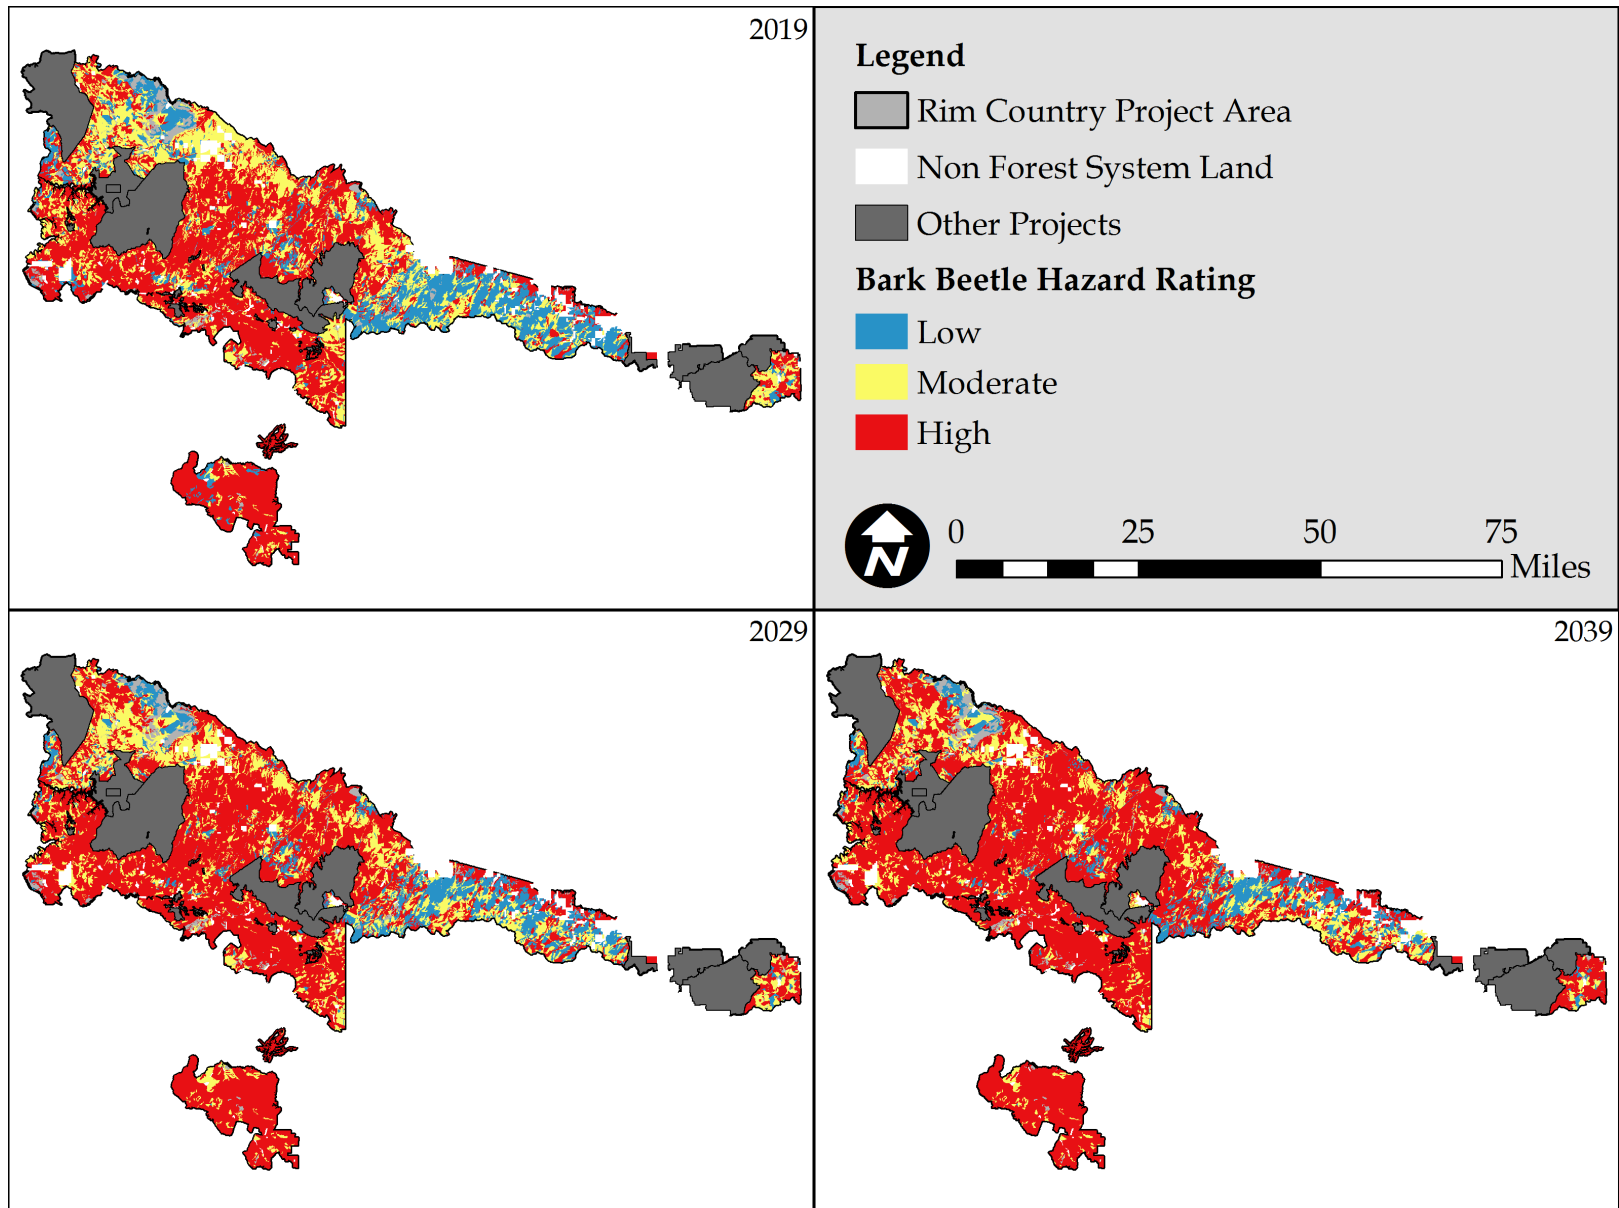 2019
Legend
Rim Country Project Area
Non Forest System Land
Other Projects
Bark Beetle Hazard Rating
Low
Moderate
High
N
0 25 50 75
Miles
2029
2039